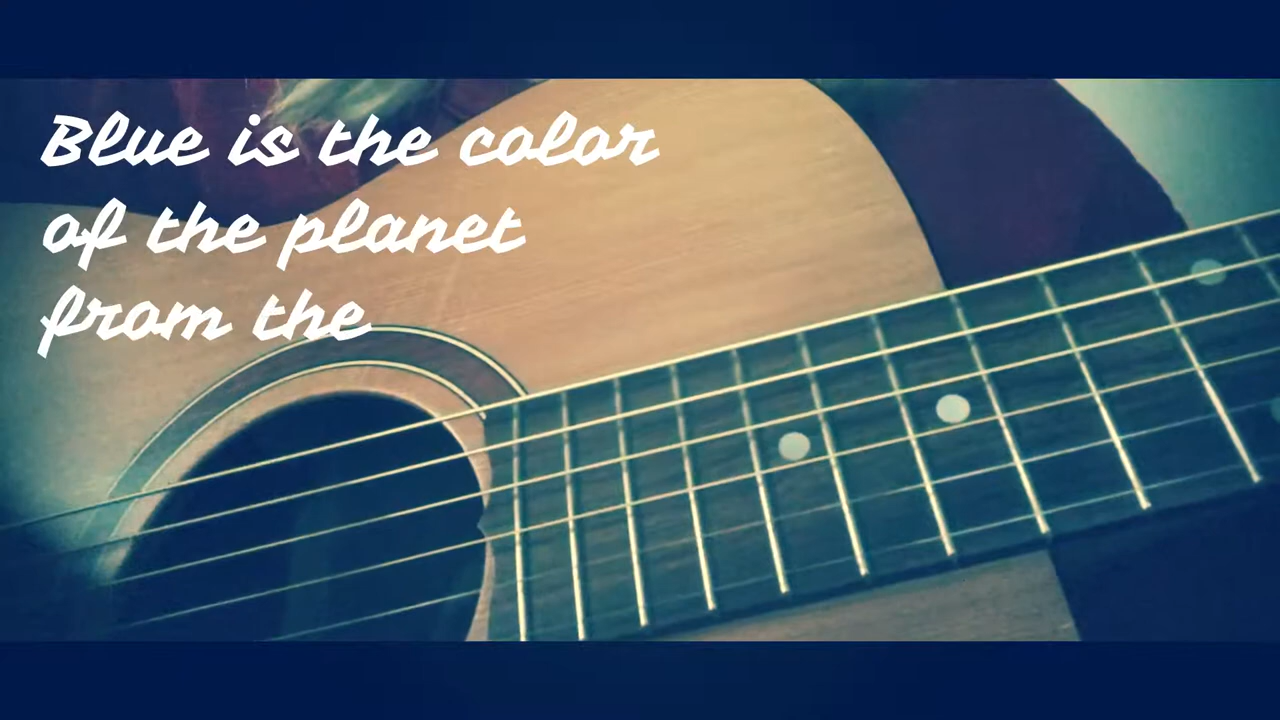 Blue is the color
of the planet
from the